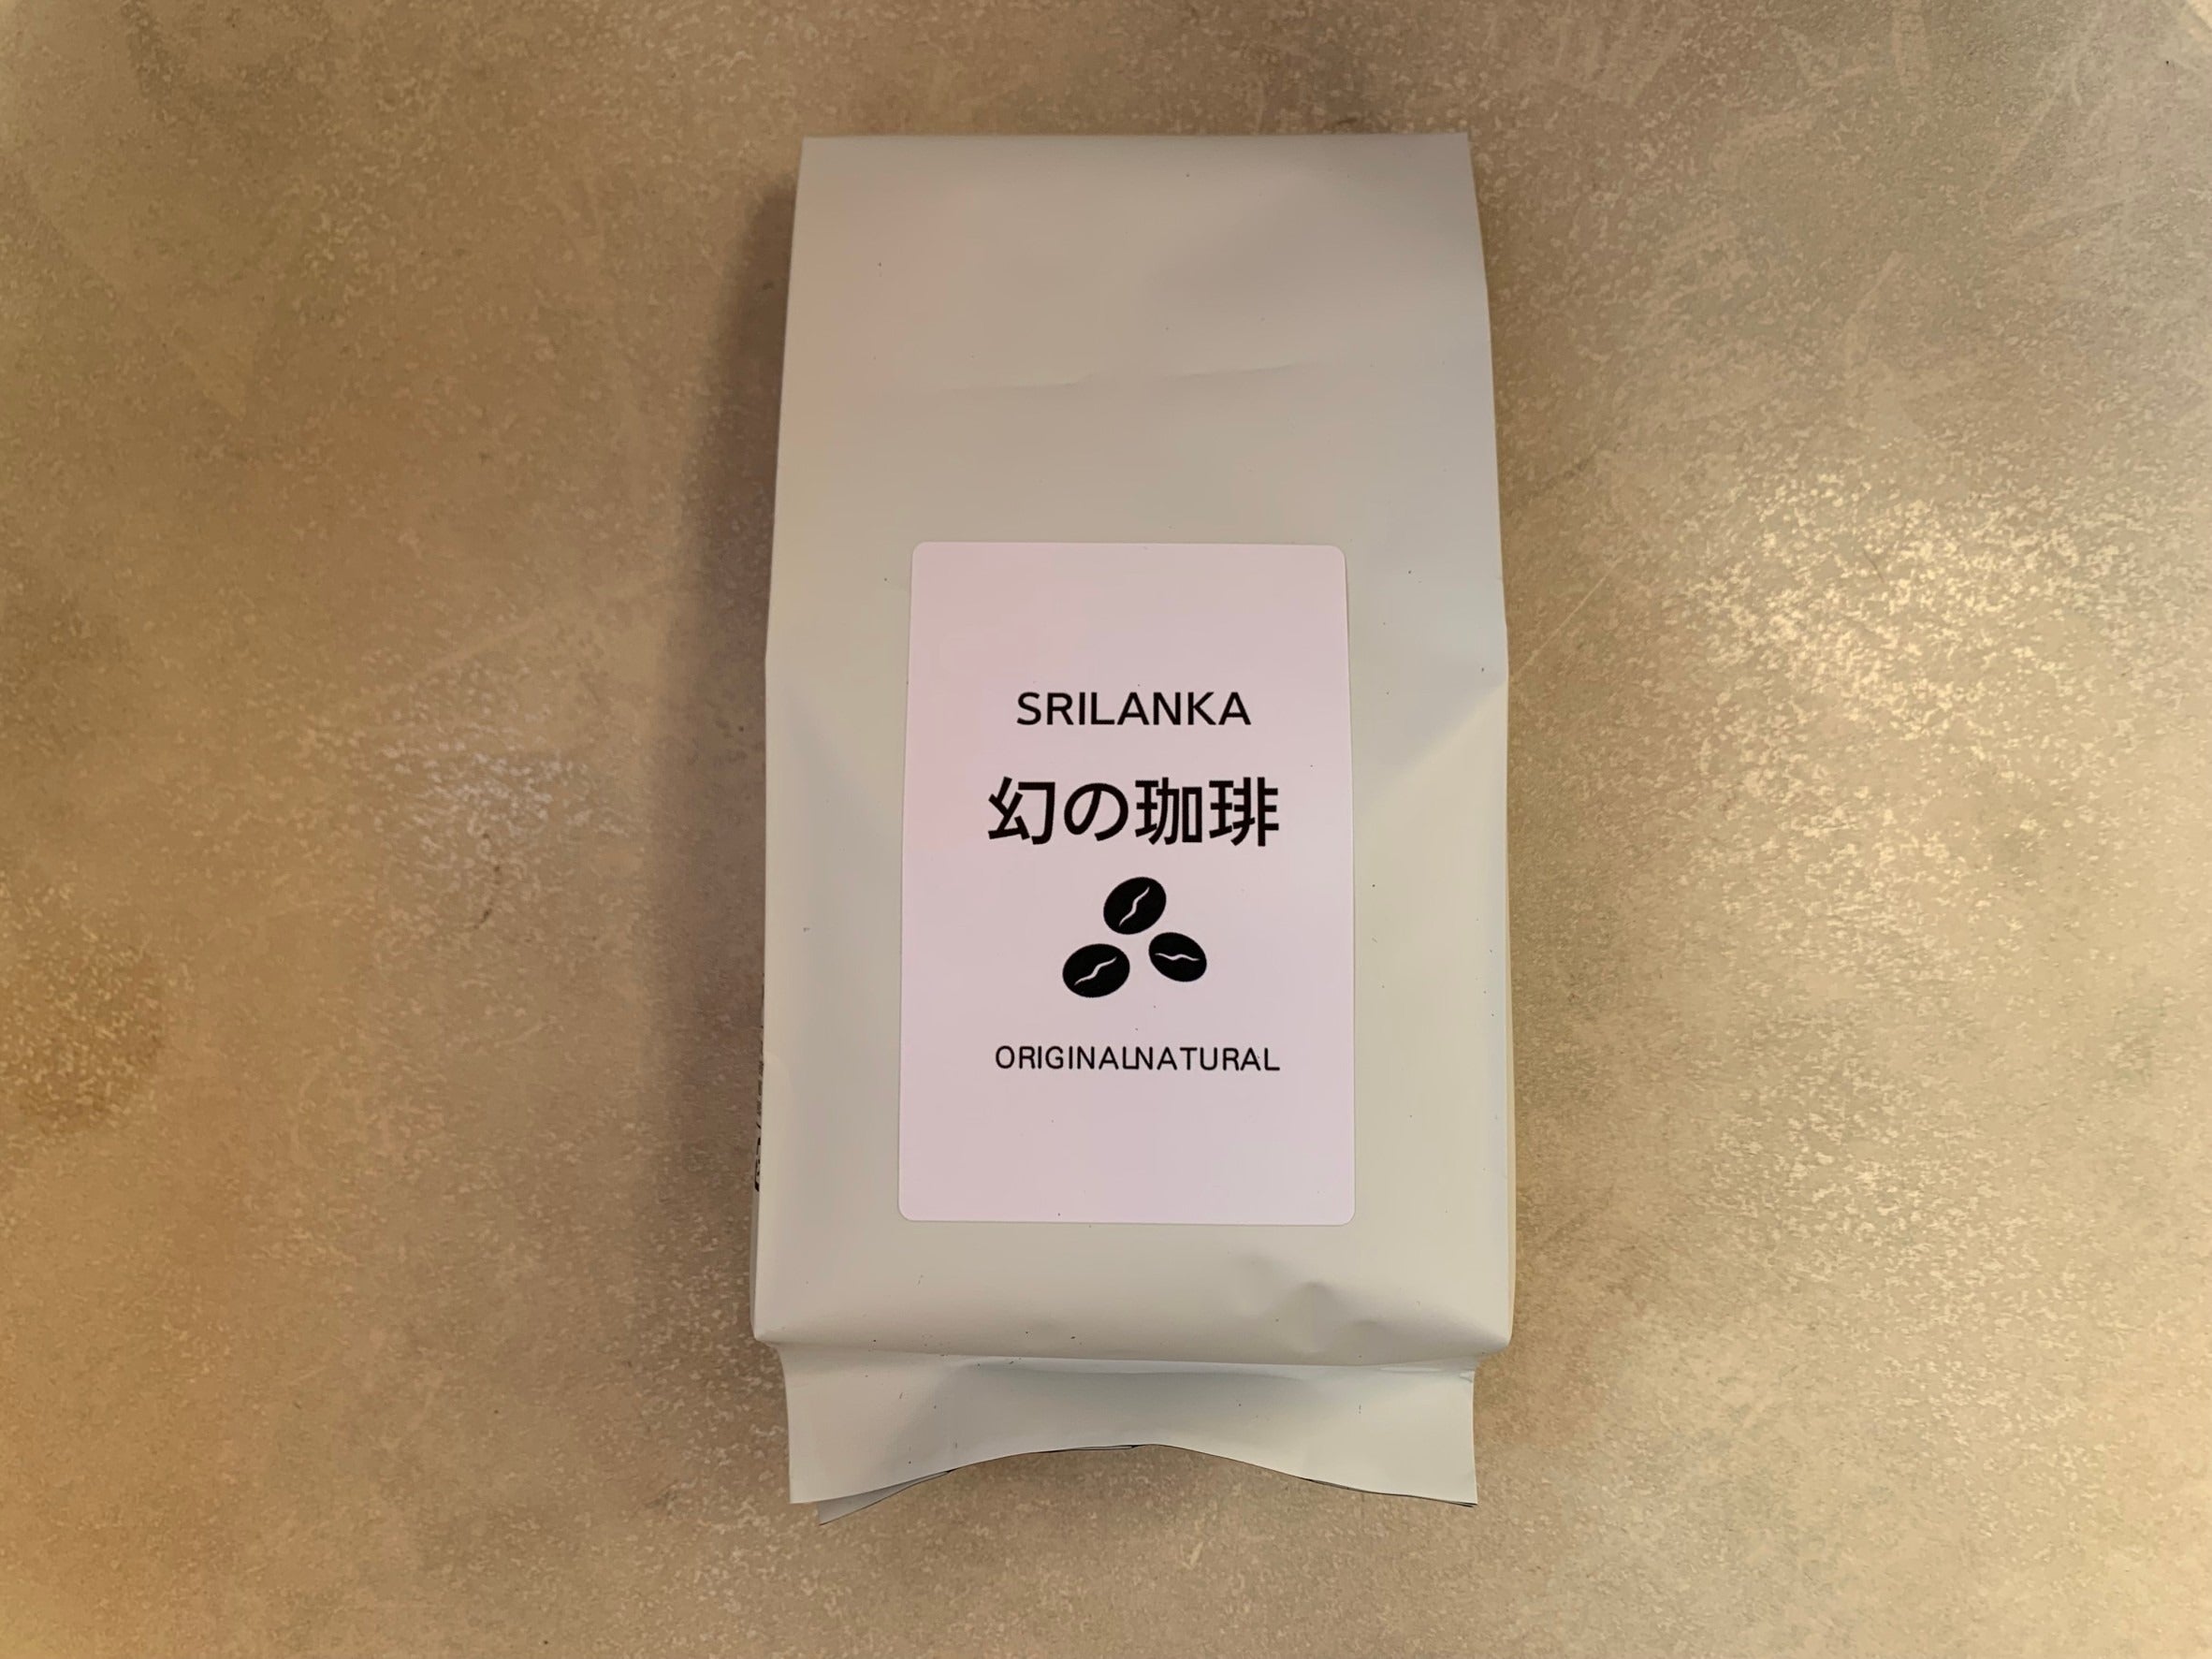 SRILANKA
幻の珈琲
ORIGINALNATURAL